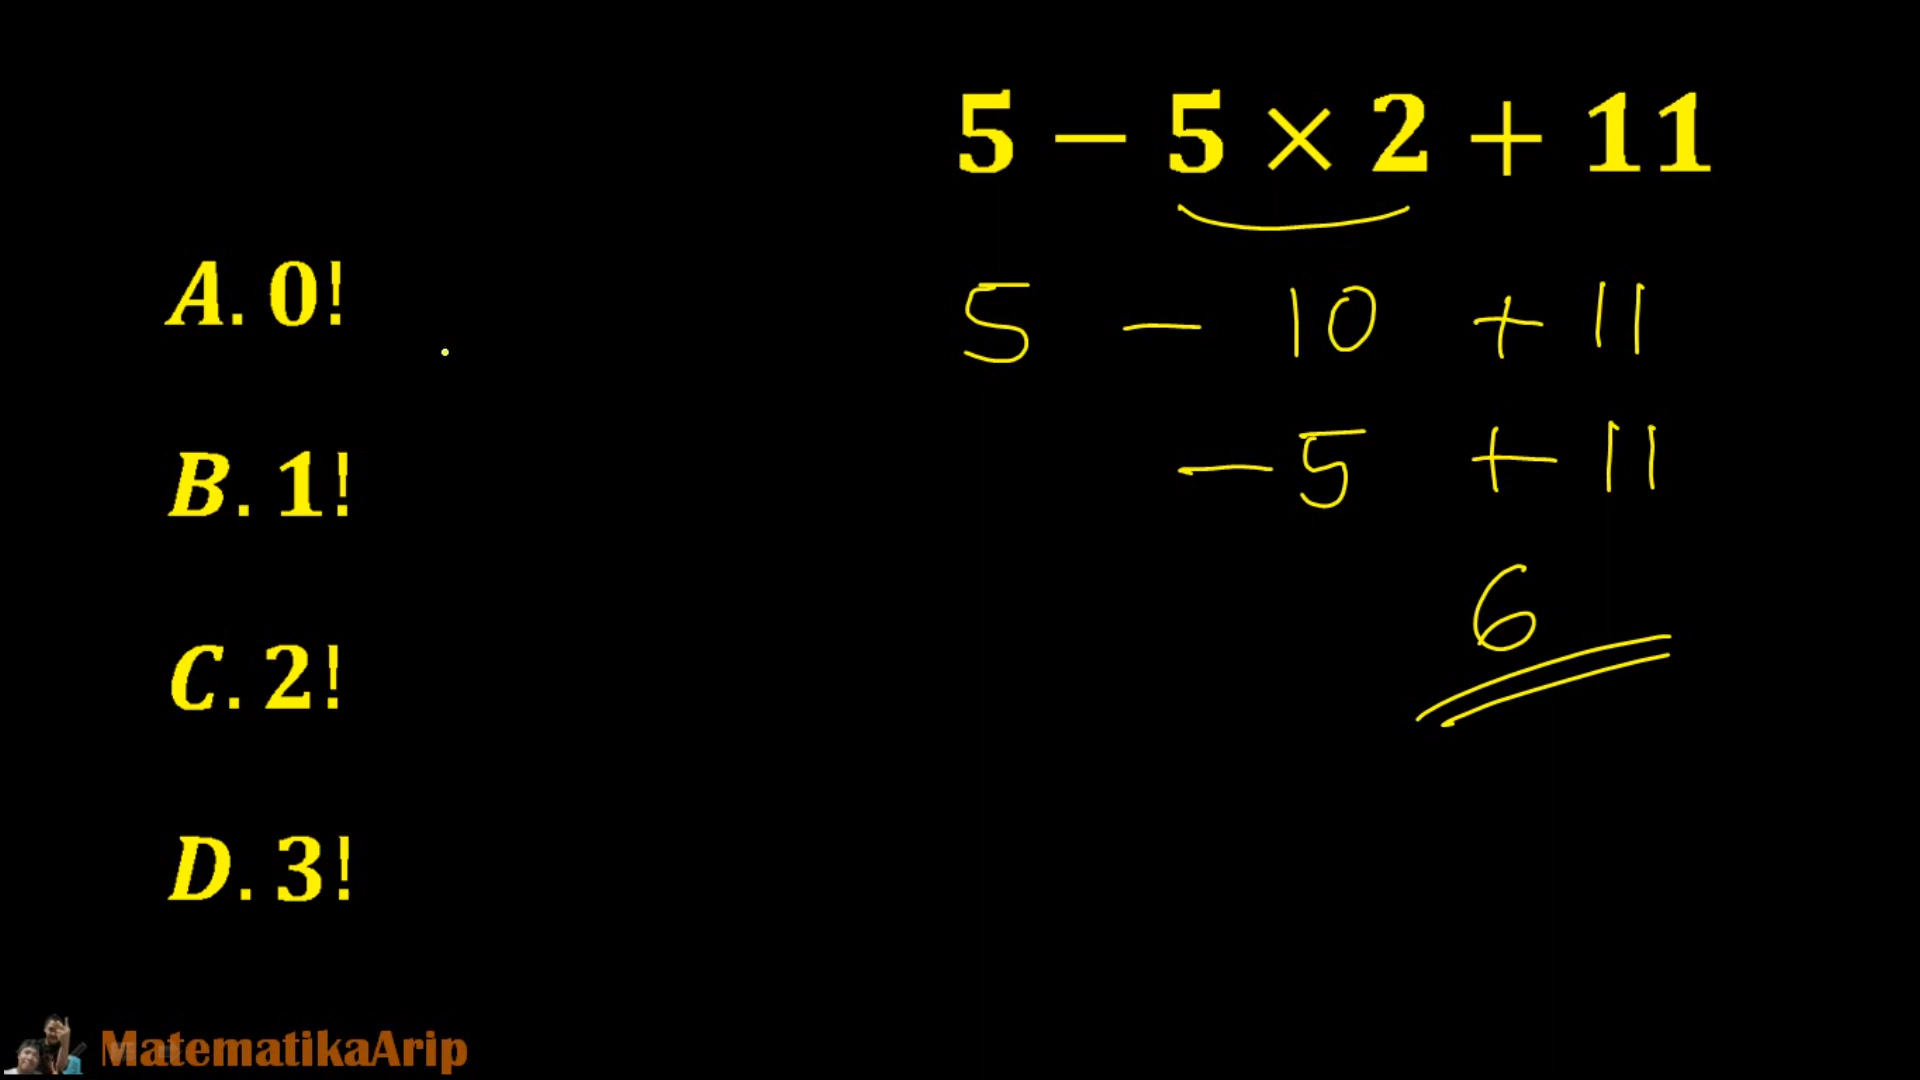 5 − 5 × 2 + 11
5 − 10 + 11
− 5 + 11
6
A. 0!
B. 1!
C. 2!
D. 3!
MatematikaArip